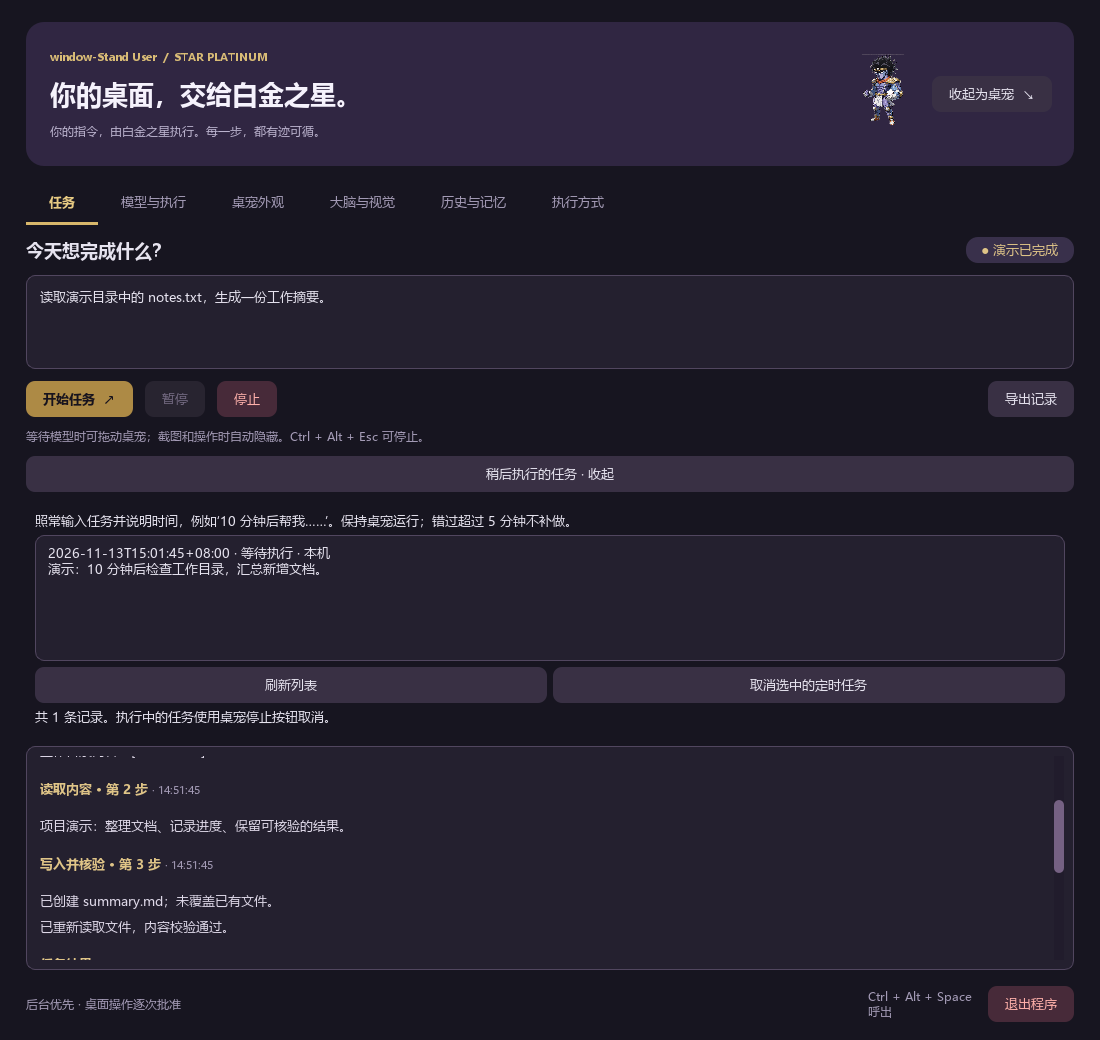 window-Stand User / STAR PLATINUM
你的桌面，交给白金之星。
你的指令，由白金之星执行。每一步，都有迹可循。
收起为桌宠 ↘
任务
模型与执行
桌宠外观
大脑与视觉
历史与记忆
执行方式
今天想完成什么？
● 演示已完成
读取演示目录中的 notes.txt，生成一份工作摘要。
开始任务 ↗
暂停
停止
导出记录
等待模型时可拖动桌宠；截图和操作时自动隐藏。Ctrl + Alt + Esc 可停止。
稍后执行的任务 · 收起
照常输入任务并说明时间，例如‘10 分钟后帮我……’。保持桌宠运行；错过超过 5 分钟不补做。
2026-11-13T15:01:45+08:00 · 等待执行 · 本机
演示：10 分钟后检查工作目录，汇总新增文档。
刷新列表
取消选中的定时任务
共 1 条记录。执行中的任务使用桌宠停止按钮取消。
读取内容 • 第 2 步 · 14:51:45
项目演示：整理文档、记录进度、保留可核验的结果。
写入并核验 • 第 3 步 · 14:51:45
已创建 summary.md；未覆盖已有文件。
已重新读取文件，内容校验通过。
后台优先 · 桌面操作逐次批准
Ctrl + Alt + Space
呼出
退出程序